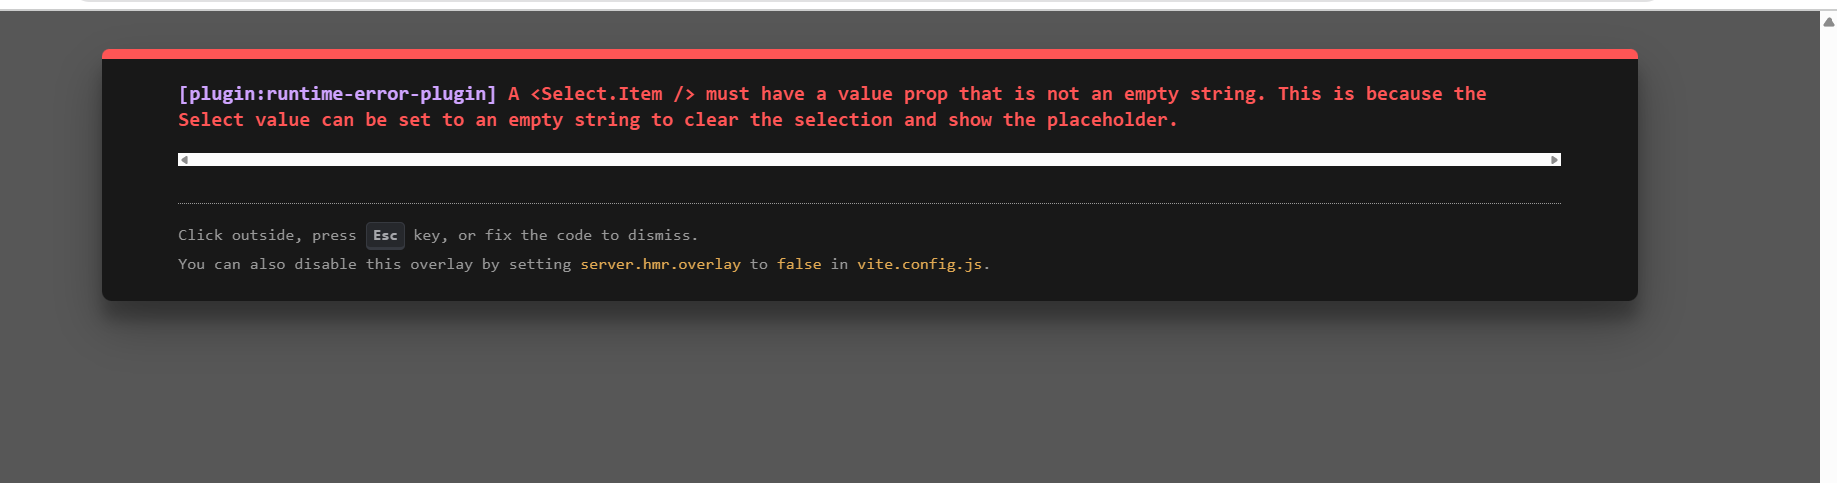 [plugin:runtime-error-plugin] A <Select.Item /> must have a value prop that is not an empty string. This is because the
Select value can be set to an empty string to clear the selection and show the placeholder.
Click outside, press Esc key, or fix the code to dismiss.
You can also disable this overlay by setting server.hmr.overlay to false in vite.config.js.